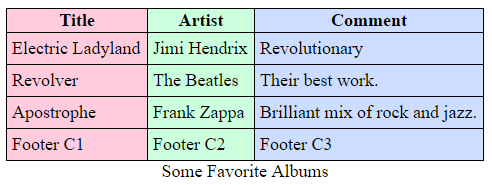 Title Artist Comment
Electric Ladyland Jimi Hendrix Revolutionary
Revolver The Beatles Their best work.
Apostrophe Frank Zappa Brilliant mix of rock and jazz.
Footer C1 Footer C2 Footer C3
Some Favorite Albums